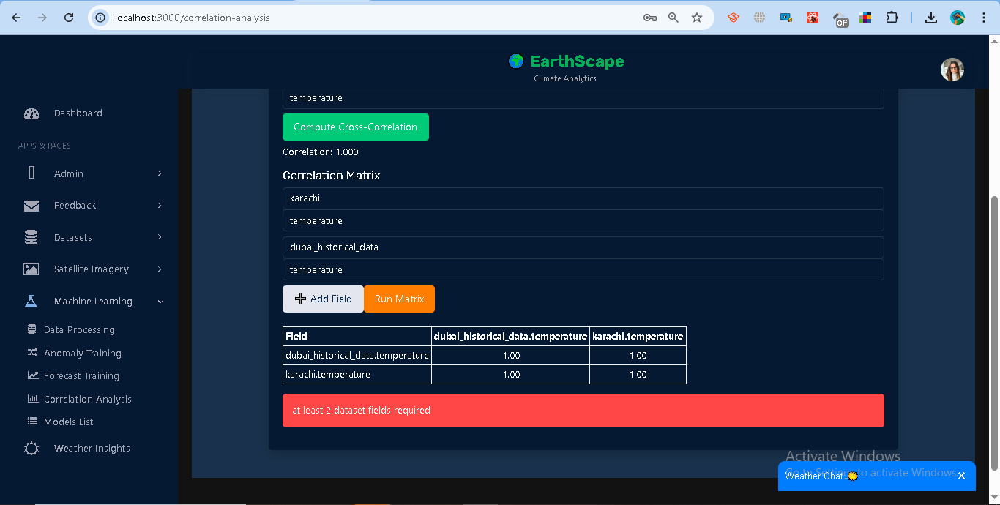 localhost:3000/correlation-analysis
Off
EarthScape
Climate Analytics
Dashboard
APPS & PAGES
Admin
Feedback
Datasets
Satellite Imagery
Machine Learning
Data Processing
Anomaly Training
Forecast Training
Correlation Analysis
Models List
Weather Insights
temperature
Compute Cross-Correlation
Correlation: 1.000
Correlation Matrix
karachi
temperature
dubai_historical_data
temperature
Add Field Run Matrix
Field dubai_historical_data.temperature karachi.temperature
dubai_historical_data.temperature 1.00 1.00
karachi.temperature 1.00 1.00
at least 2 dataset fields required
Activate Windows
Go to Settings to activate Windows.
Weather Chat